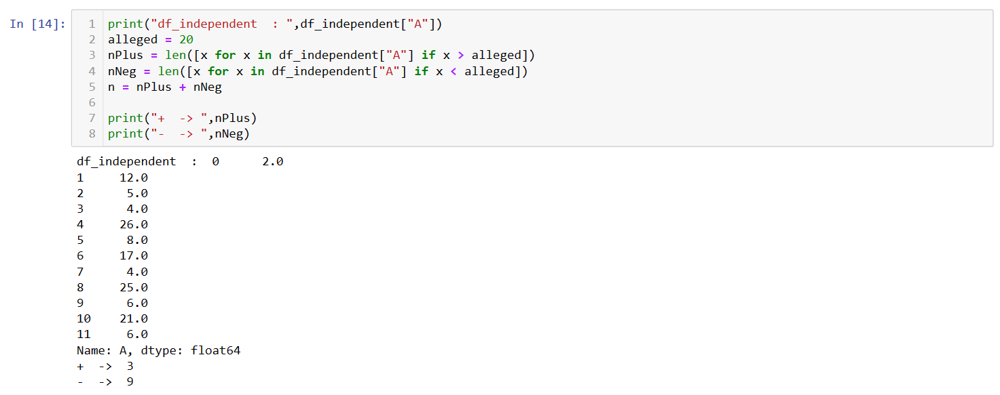 In [14]:
1 print("df_independent  : ",df_independent["A"])
2 alleged = 20
3 nPlus = len([x for x in df_independent["A"] if x > alleged])
4 nNeg = len([x for x in df_independent["A"] if x < alleged])
5 n = nPlus + nNeg
6
7 print("+  -> ",nPlus)
8 print("-  -> ",nNeg)
df_independent  :  0      2.0
1     12.0
2      5.0
3      4.0
4     26.0
5      8.0
6     17.0
7      4.0
8     25.0
9      6.0
10    21.0
11     6.0
Name: A, dtype: float64
+  ->  3
-  ->  9